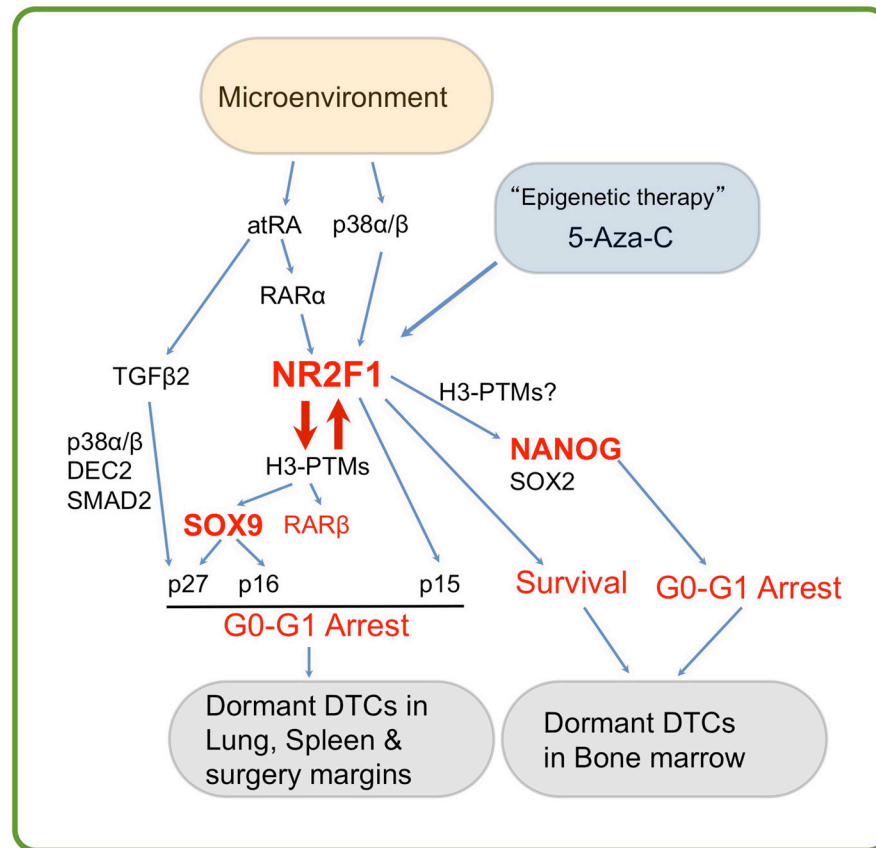 Microenvironment
“Epigenetic therapy”
5-Aza-C
atRA
p38α/β
RARα
TGFβ2
NR2F1
H3-PTMs?
p38α/β
DEC2
SMAD2
H3-PTMs
NANOG
SOX2
SOX9
RARβ
p27
p16
p15
Survival
G0-G1 Arrest
G0-G1 Arrest
Dormant DTCs in
Lung, Spleen &
surgery margins
Dormant DTCs
in Bone marrow